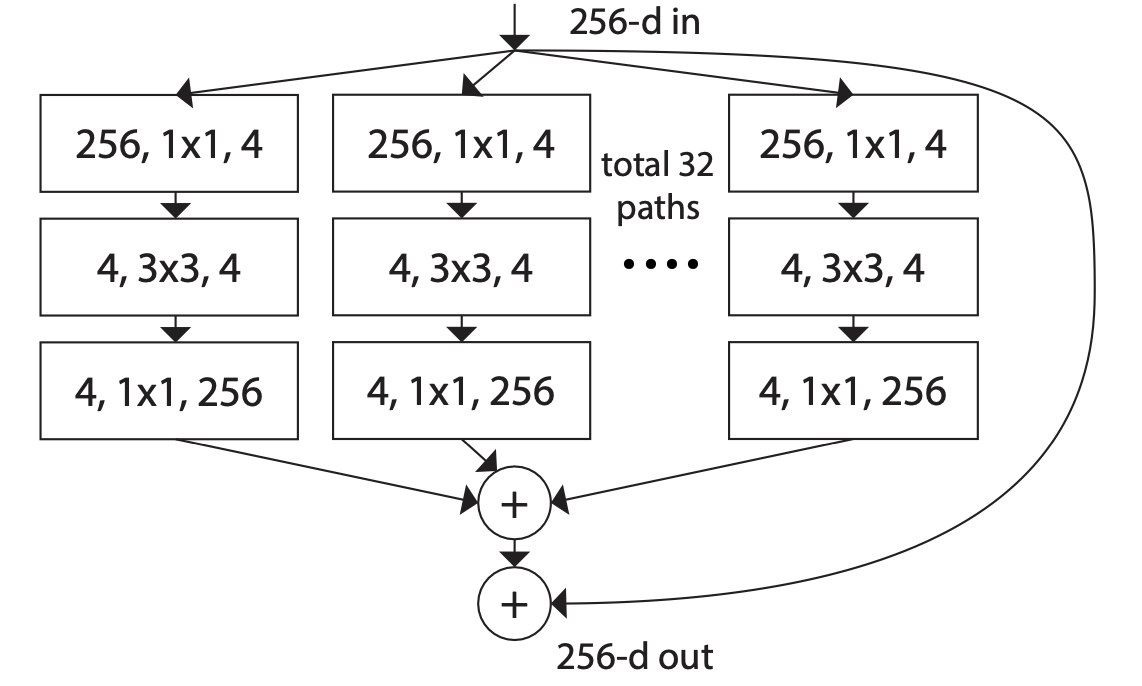 256-d in
256, 1x1, 4
256, 1x1, 4
256, 1x1, 4
total 32
paths
4, 3x3, 4
4, 3x3, 4
....
4, 3x3, 4
4, 1x1, 256
4, 1x1, 256
4, 1x1, 256
+
+
256-d out